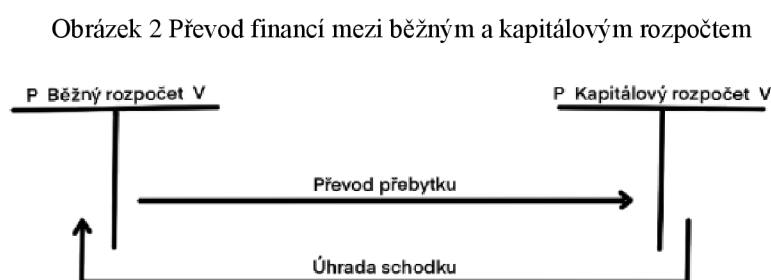 Obrázek 2 Převod financí mezi běžným a kapitálovým rozpočtem
P Běžný rozpočet V
P Kapitálový rozpočet V
Převod přebytku
Úhrada schodku